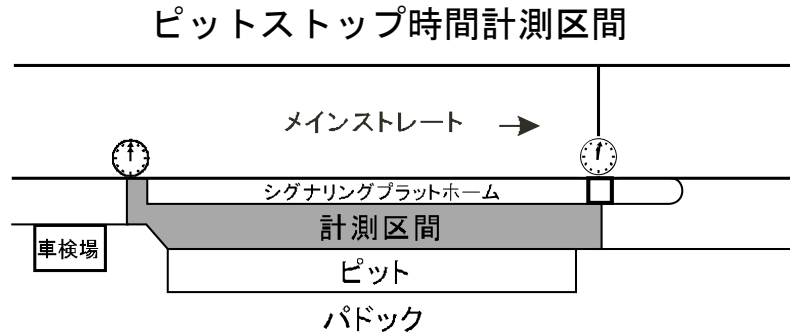 ピットストップ時間計測区間
メインストレート →
シグナリングプラットホーム
計測区間
車検場
ピット
パドック